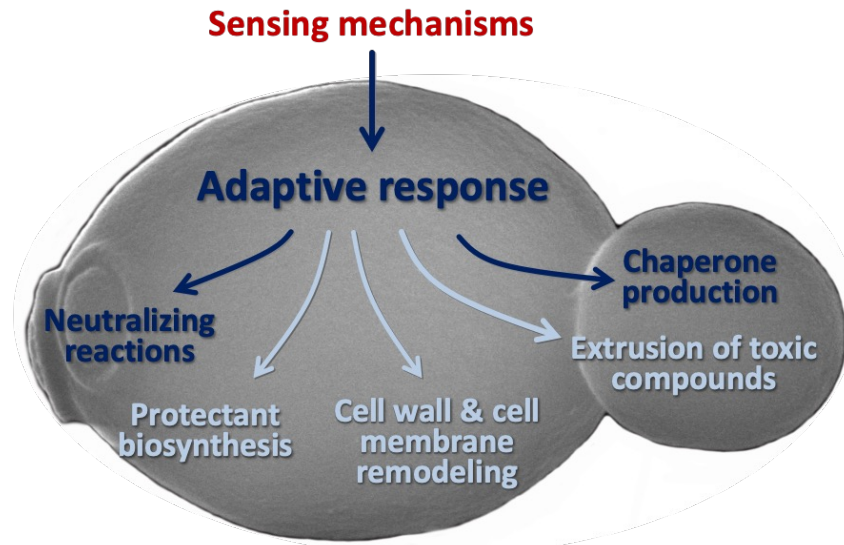 Sensing mechanisms
Adaptive response
Neutralizing
reactions
Protectant
biosynthesis
Cell wall & cell
membrane
remodeling
Extrusion of toxic
compounds
Chaperone
production